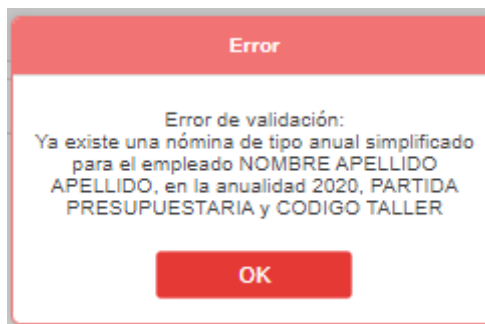 Error
Error de validación:
Ya existe una nómina de tipo anual simplificado
para el empleado NOMBRE APELLIDO
APELLIDO, en la anualidad 2020, PARTIDA
PRESUPUESTARIA y CODIGO TALLER
OK